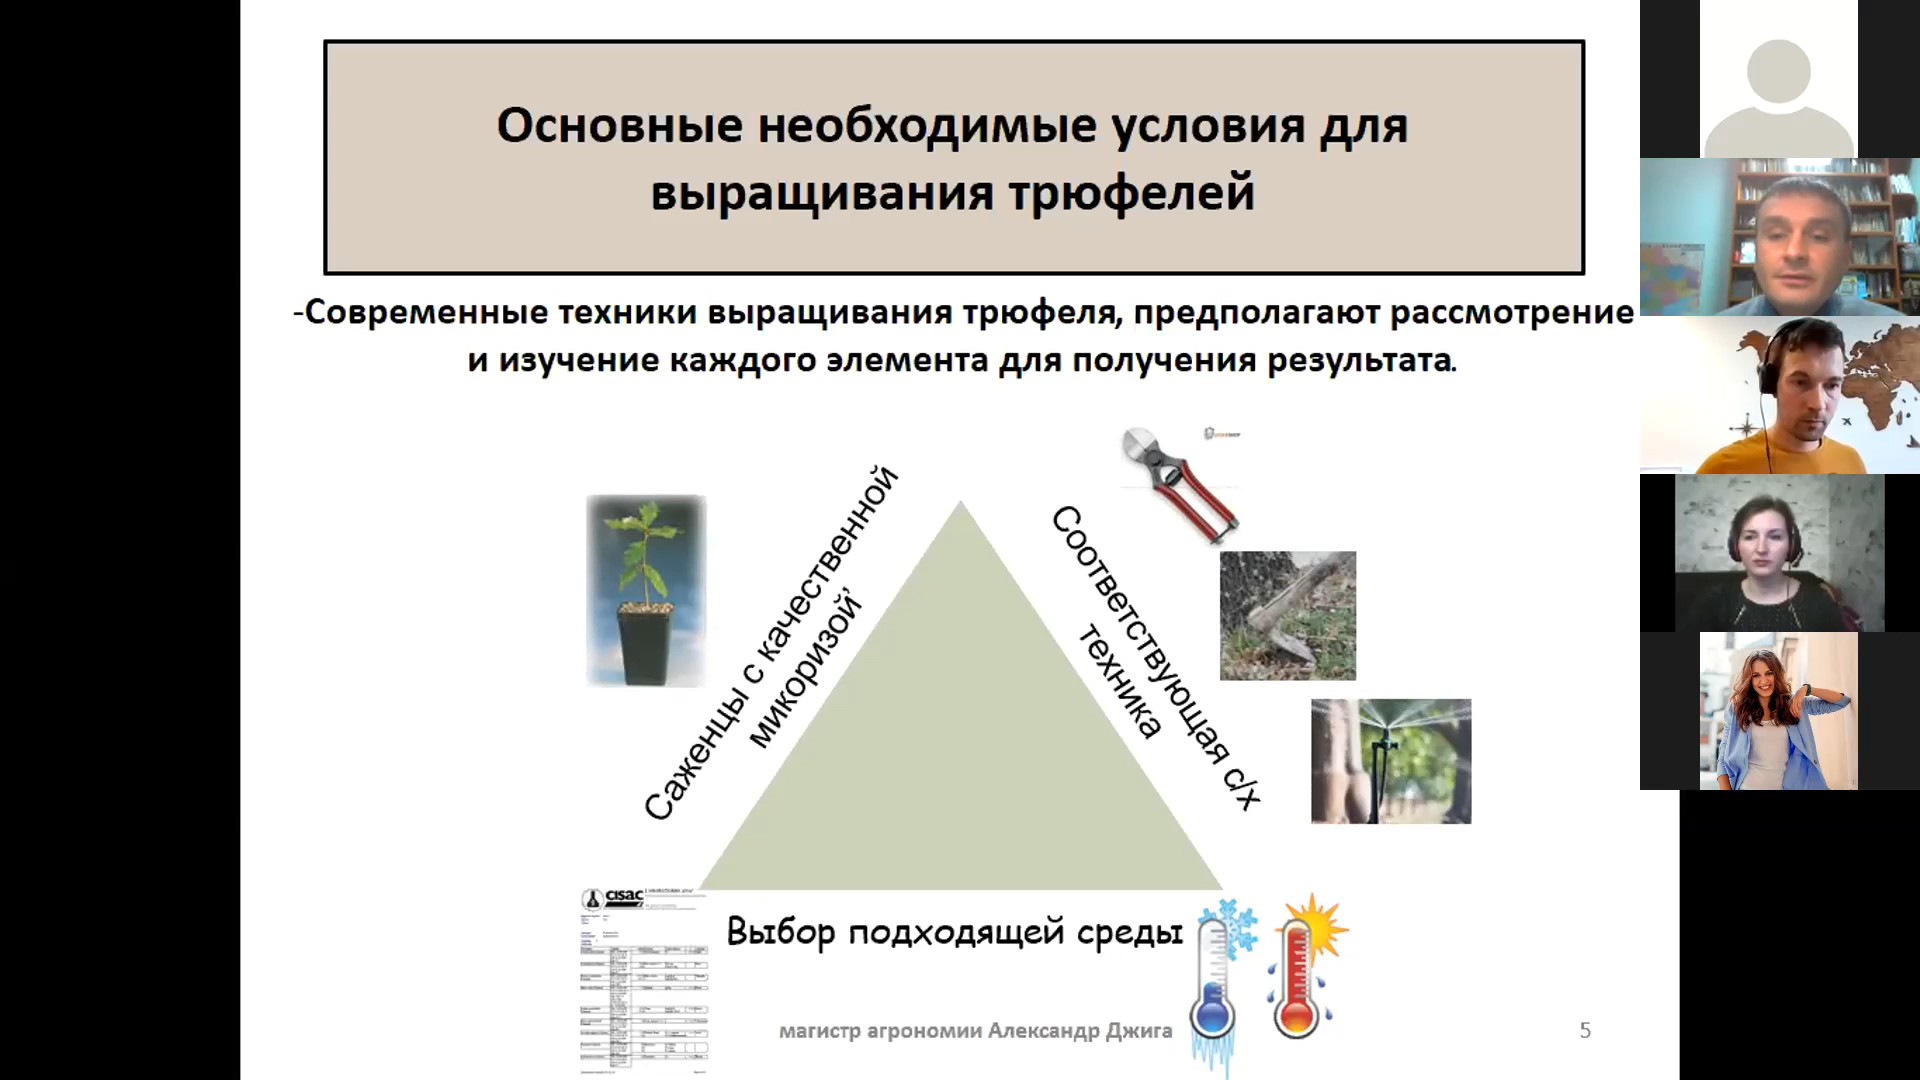 Основные необходимые условия для
выращивания трюфелей
-Современные техники выращивания трюфеля, предполагают рассмотрение
и изучение каждого элемента для получения результата.
Саженцы с качественной
микоризой'
Соответствующая с/х
техника
cisac
Выбор подходящей среды
магистр агрономии Александр Джига
5